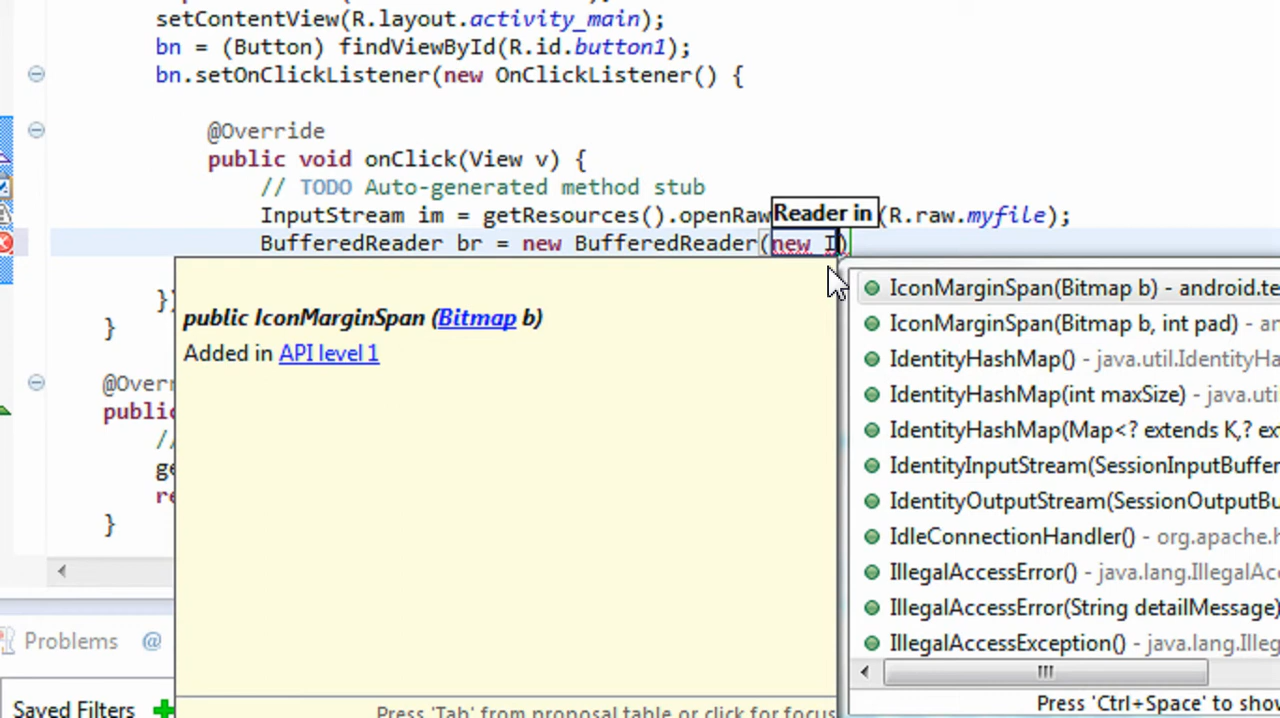 setContentView(R.layout.activity_main);
bn = (Button) findViewById(R.id.button1);
bn.setOnClickListener(new OnClickListener() {
@Override
public void onClick(View v) {
// TODO Auto-generated method stub
InputStream im = getResources().openRaw (R.raw.myfile);
Reader in
BufferedReader br = new BufferedReader(new I)
})
}
@Overr
public
//
ge
re
}
public IconMarginSpan (Bitmap b)
Added in API level 1
Press 'Tab' from proposal table or click for focus
IconMarginSpan(Bitmap b) - android.te
IconMarginSpan(Bitmap b, int pad) - an
IdentityHashMap() - java.util.IdentityHa
IdentityHashMap(int maxSize) - java.uti
IdentityHashMap(Map<? extends K,? ex
IdentityInputStream(SessionInputBuffer
IdentityOutputStream(SessionOutputBu
IdleConnectionHandler() - org.apache.h
IllegalAccessError() - java.lang.IllegalAcc
IllegalAccessError(String detailMessage)
IllegalAccessException() - java.lang.Illeg
Press 'Ctrl+Space' to show
Problems @
Saved Filters